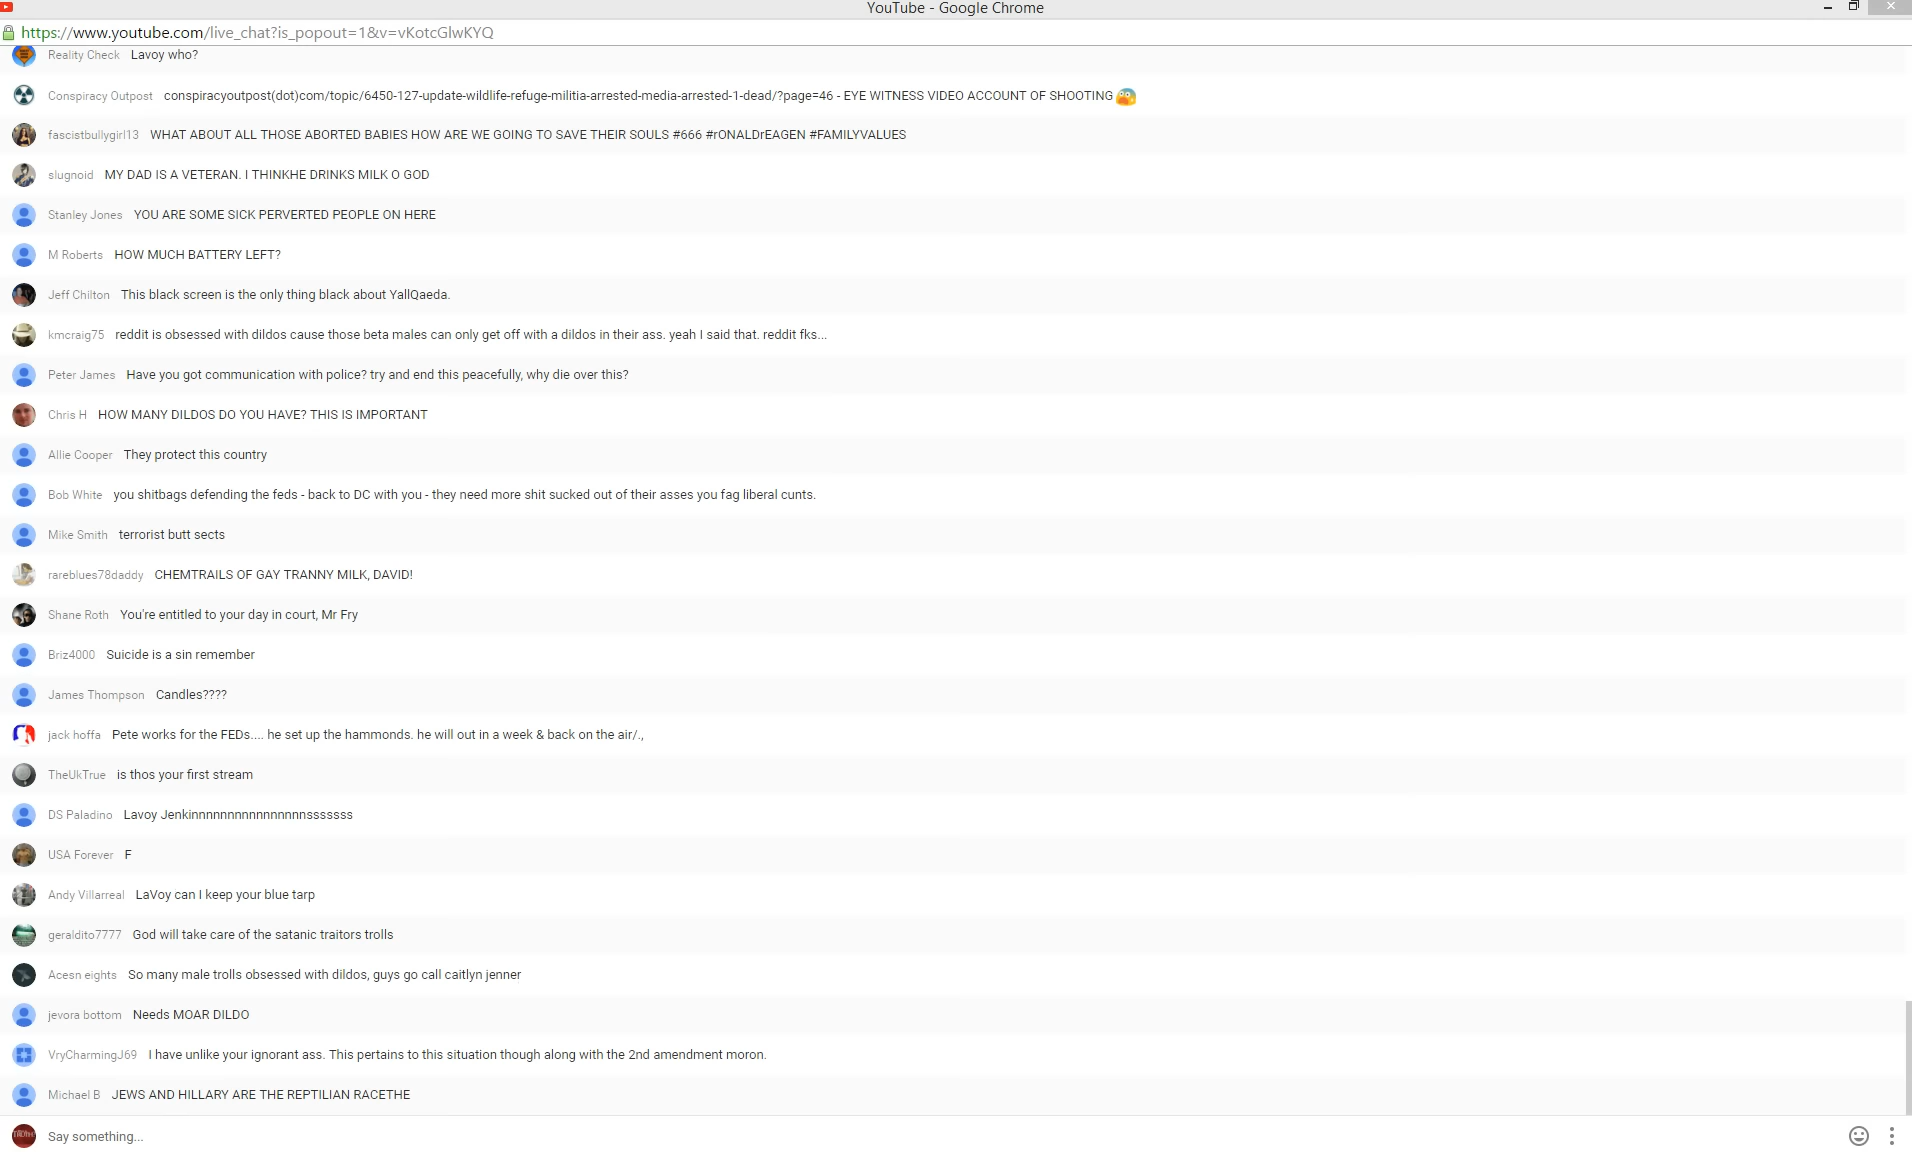 YouTube - Google Chrome
https://www.youtube.com/live_chat?is_popout=1&v=vKotcGlwKYQ
Reality Check Lavoy who?
Conspiracy Outpost conspiracyoutpost(dot)com/topic/6450-127-update-wildlife-refuge-militia-arrested-media-arrested-1-dead/?page=46 - EYE WITNESS VIDEO ACCOUNT OF SHOOTING
fascistbullygirl13 WHAT ABOUT ALL THOSE ABORTED BABIES HOW ARE WE GOING TO SAVE THEIR SOULS #666 #rONALDrEAGEN #FAMILYVALUES
slugnoid MY DAD IS A VETERAN. I THINKHE DRINKS MILK O GOD
Stanley Jones YOU ARE SOME SICK PERVERTED PEOPLE ON HERE
M Roberts HOW MUCH BATTERY LEFT?
Jeff Chilton This black screen is the only thing black about YallQaeda.
kmcraig75 reddit is obsessed with dildos cause those beta males can only get off with a dildos in their ass. yeah I said that. reddit fks...
Peter James Have you got communication with police? try and end this peacefully, why die over this?
Chris H HOW MANY DILDOS DO YOU HAVE? THIS IS IMPORTANT
Allie Cooper They protect this country
Bob White you shitbags defending the feds - back to DC with you - they need more shit sucked out of their asses you fag liberal cunts.
Mike Smith terrorist butt sects
rareblues78daddy CHEMTRAILS OF GAY TRANNY MILK, DAVID!
Shane Roth You're entitled to your day in court, Mr Fry
Briz4000 Suicide is a sin remember
James Thompson Candles????
jack hoffa Pete works for the FEDs.... he set up the hammonds. he will out in a week & back on the air/.,
TheUkTrue is thos your first stream
DS Paladino Lavoy Jenkinnnnnnnnnnnnnnnnsssssss
USA Forever F
Andy Villarreal LaVoy can I keep your blue tarp
geraldito7777 God will take care of the satanic traitors trolls
Acesn eights So many male trolls obsessed with dildos, guys go call caitlyn jenner
jevora bottom Needs MOAR DILDO
VryCharmingJ69 I have unlike your ignorant ass. This pertains to this situation though along with the 2nd amendment moron.
Michael B JEWS AND HILLARY ARE THE REPTILIAN RACETHE
Say something...